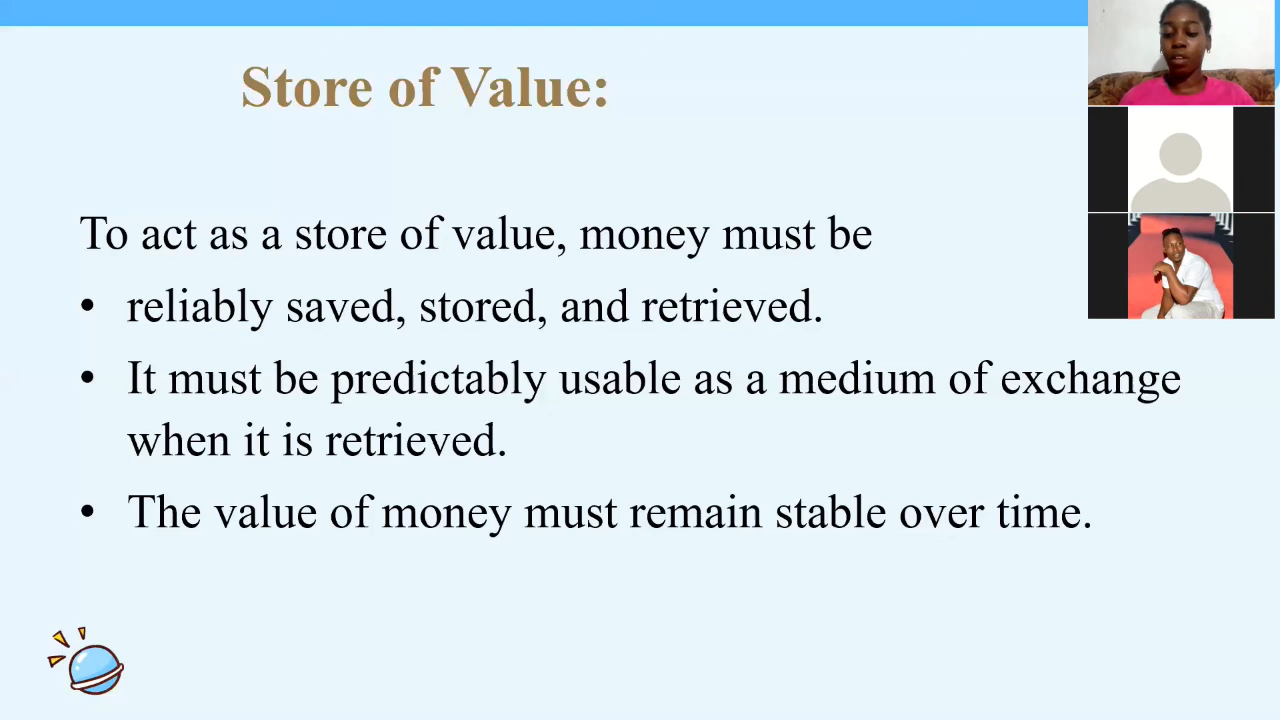 Store of Value:
To act as a store of value, money must be
• reliably saved, stored, and retrieved.
• It must be predictably usable as a medium of exchange
when it is retrieved.
• The value of money must remain stable over time.